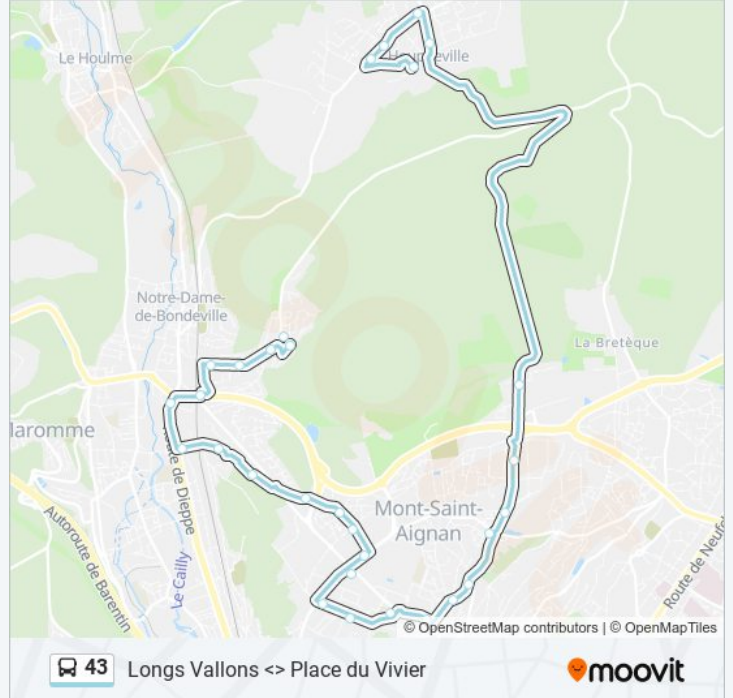 Le Houlme
Houppeville
Notre-Dame-
de-Bondeville
La Bretèque
laromme
Route de Dieppe
Mont-Saint-
Aignan
Autoroute de Barentin
Le Cailly
Route de Neufc
© OpenStreetMap contributors | © OpenMapTiles
43 Longs Vallons <> Place du Vivier
moovit